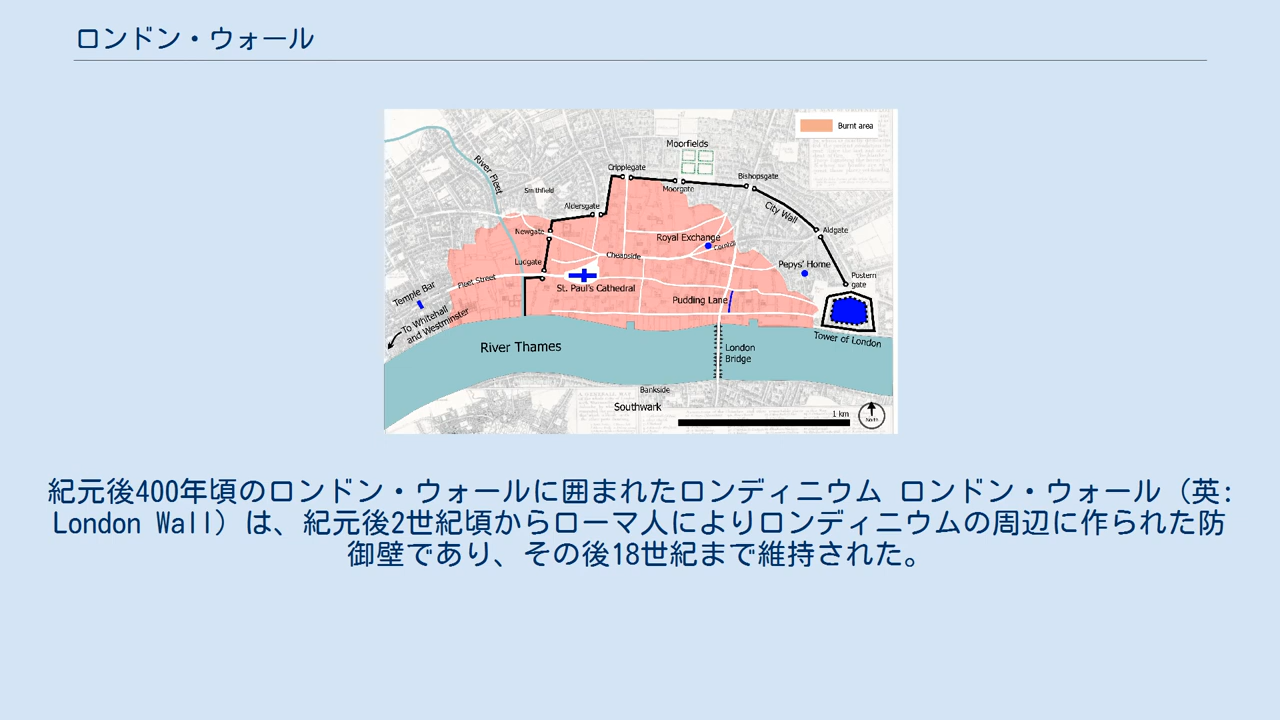 ロンドン・ウォール
Burnt area
Moorfields
River Fleet
Cripplegate
Bishopsgate
Smithfield
Moorgate
City Wall
Aldersgate
Newgate
Royal Exchange
Cornhill
Aldgate
Ludgate
Cheapside
Pepys' Home
Fleet Street
St. Paul's Cathedral
Postern
gate
Temple Bar
Pudding Lane
To Whitehall
and Westminster
Tower of London
River Thames
London
Bridge
Bankside
Southwark
1 km
North
紀元後400年頃のロンドン・ウォールに囲まれたロンディニウム ロンドン・ウォール（英:
London Wall）は、紀元後2世紀頃からローマ人によりロンディニウムの周辺に作られた防
御壁であり、その後18世紀まで維持された。